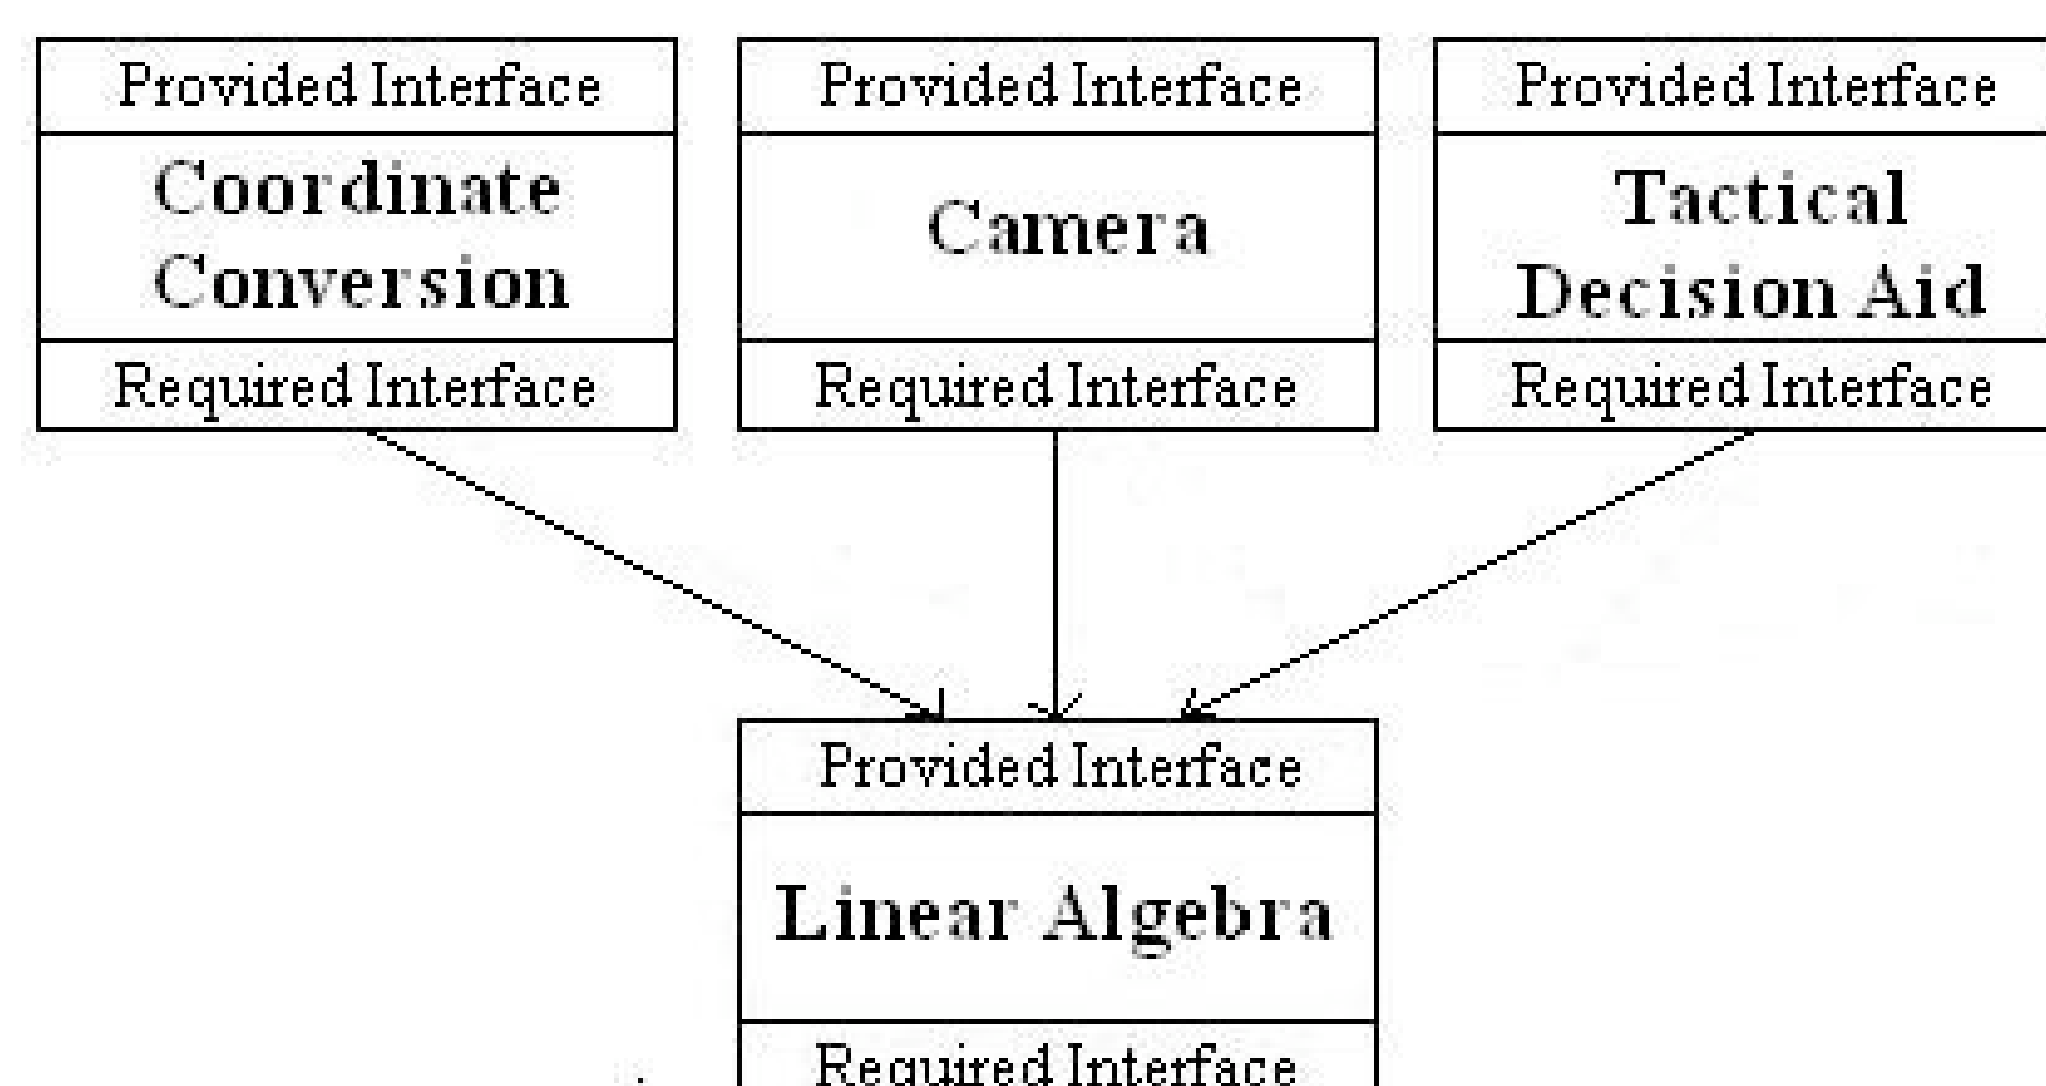 Provided Interface
Coordinate
Conversion
Required Interface
Provided Interface
Camera
Required Interface
Provided Interface
Tactical
Decision Aid
Required Interface
Provided Interface
Linear Algebra
Required Interface